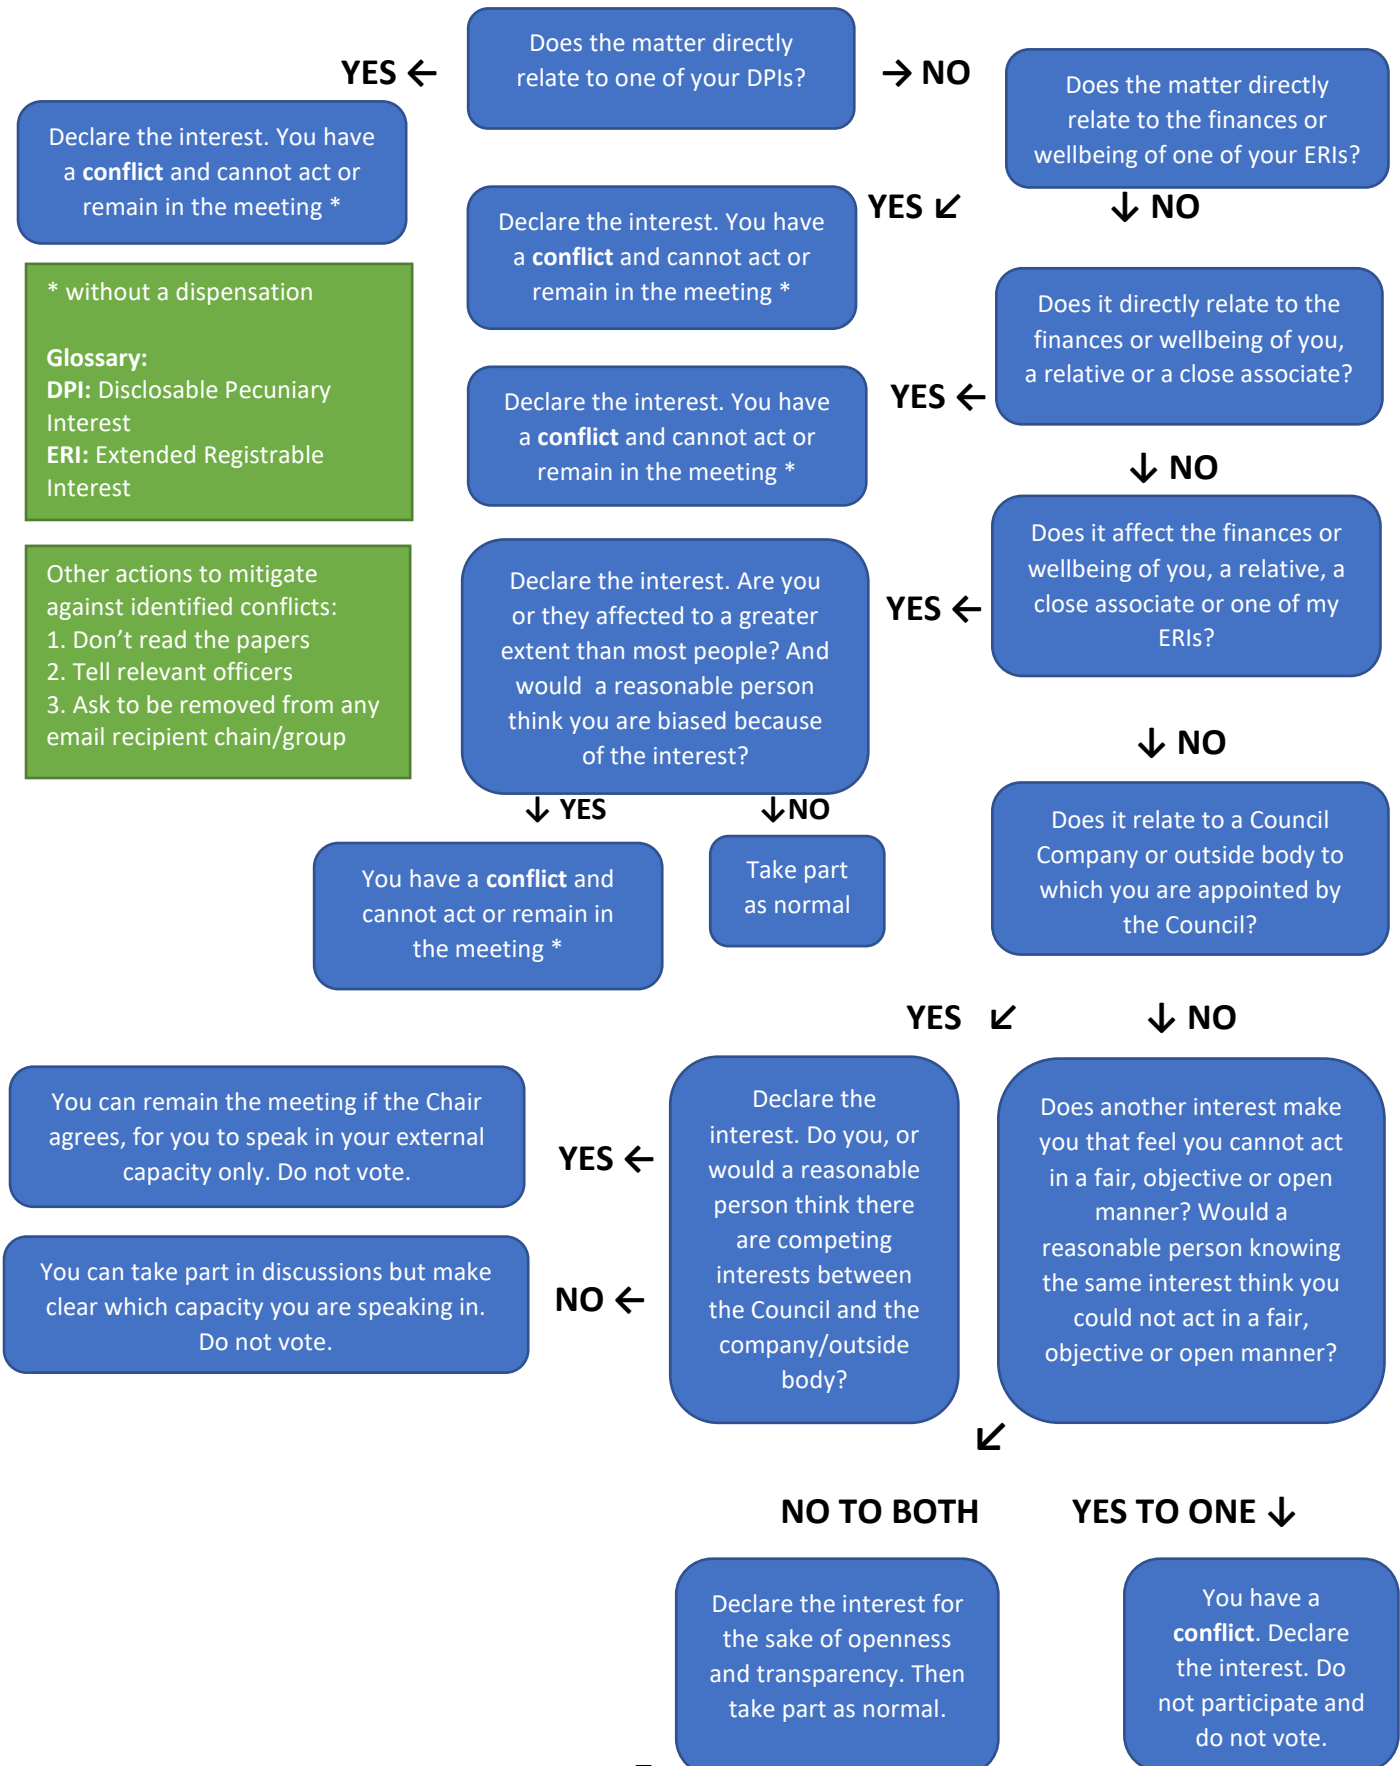 Does the matter directly
relate to one of your DPIs?
YES ←
→ NO
Declare the interest. You have
a conflict and cannot act or
remain in the meeting *
Does the matter directly
relate to the finances or
wellbeing of one of your ERIs?
YES ↙
↓ NO
Declare the interest. You have
a conflict and cannot act or
remain in the meeting *
* without a dispensation
Glossary:
DPI: Disclosable Pecuniary
Interest
ERI: Extended Registrable
Interest
Does it directly relate to the
finances or wellbeing of you,
a relative or a close associate?
YES ←
↓ NO
Declare the interest. You have
a conflict and cannot act or
remain in the meeting *
Does it affect the finances or
wellbeing of you, a relative, a
close associate or one of my
ERIs?
YES ←
↓ NO
Declare the interest. Are you
or they affected to a greater
extent than most people? And
would a reasonable person
think you are biased because
of the interest?
Other actions to mitigate
against identified conflicts:
1. Don’t read the papers
2. Tell relevant officers
3. Ask to be removed from any
email recipient chain/group
↓ YES
↓NO
You have a conflict and
cannot act or remain in
the meeting *
Take part
as normal
Does it relate to a Council
Company or outside body to
which you are appointed by
the Council?
YES ↙
↓ NO
Declare the
interest. Do you, or
would a reasonable
person think there
are competing
interests between
the Council and the
company/outside
body?
YES ←
You can remain the meeting if the Chair
agrees, for you to speak in your external
capacity only. Do not vote.
NO ←
You can take part in discussions but make
clear which capacity you are speaking in.
Do not vote.
Does another interest make
you that feel you cannot act
in a fair, objective or open
manner? Would a
reasonable person knowing
the same interest think you
could not act in a fair,
objective or open manner?
↙
NO TO BOTH
YES TO ONE ↓
Declare the interest for
the sake of openness
and transparency. Then
take part as normal.
You have a
conflict. Declare
the interest. Do
not participate and
do not vote.